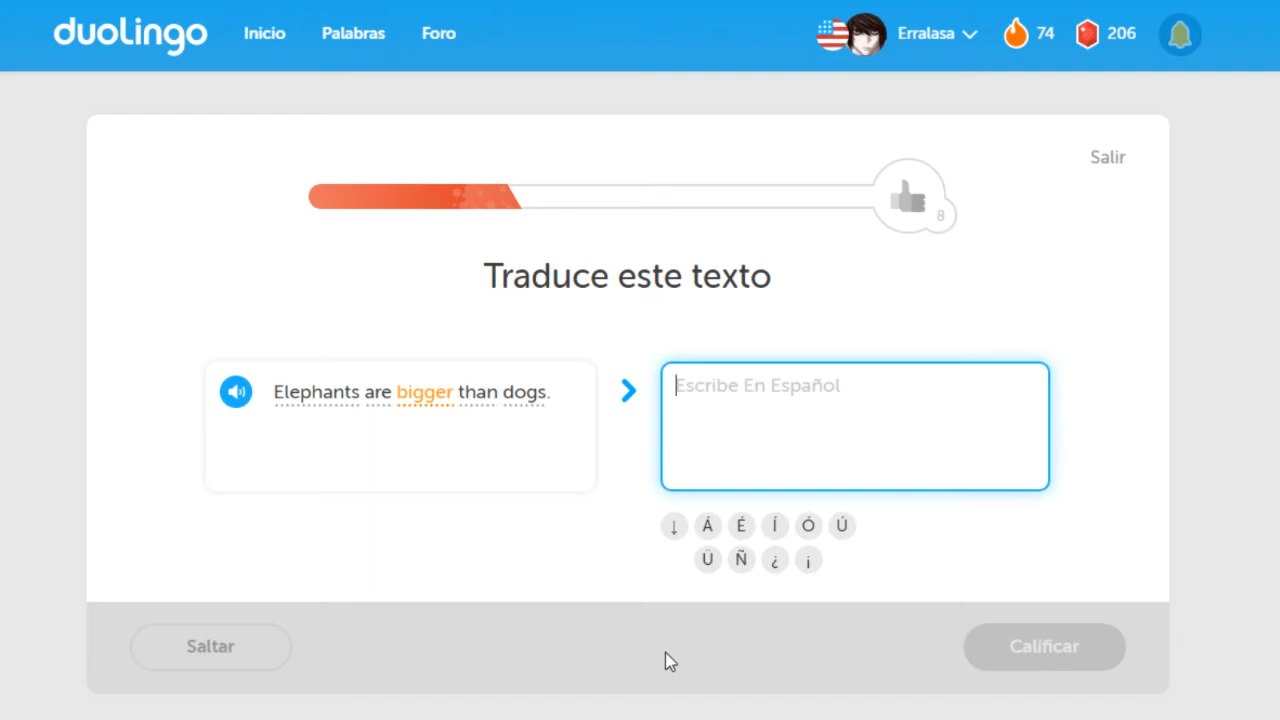 duolingo Inicio Palabras Foro Erralasa 74 206
Salir
8
Traduce este texto
Elephants are bigger than dogs.
Escribe En Español
↓ Á É Í Ó Ú
Ü Ñ ¿ ¡
Saltar Calificar